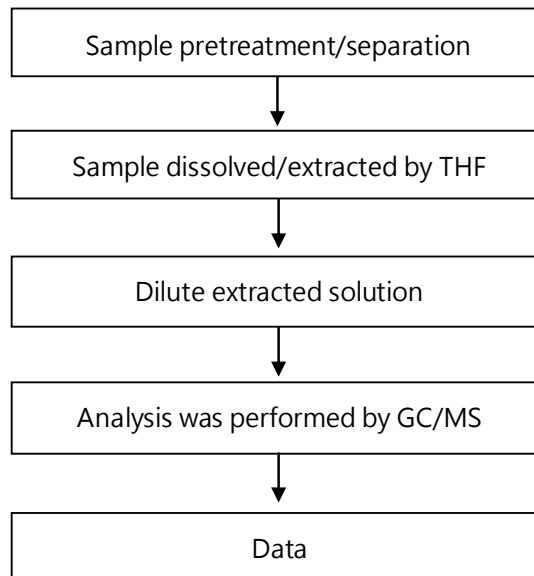 Sample pretreatment/separation
Sample dissolved/extracted by THF
Dilute extracted solution
Analysis was performed by GC/MS
Data